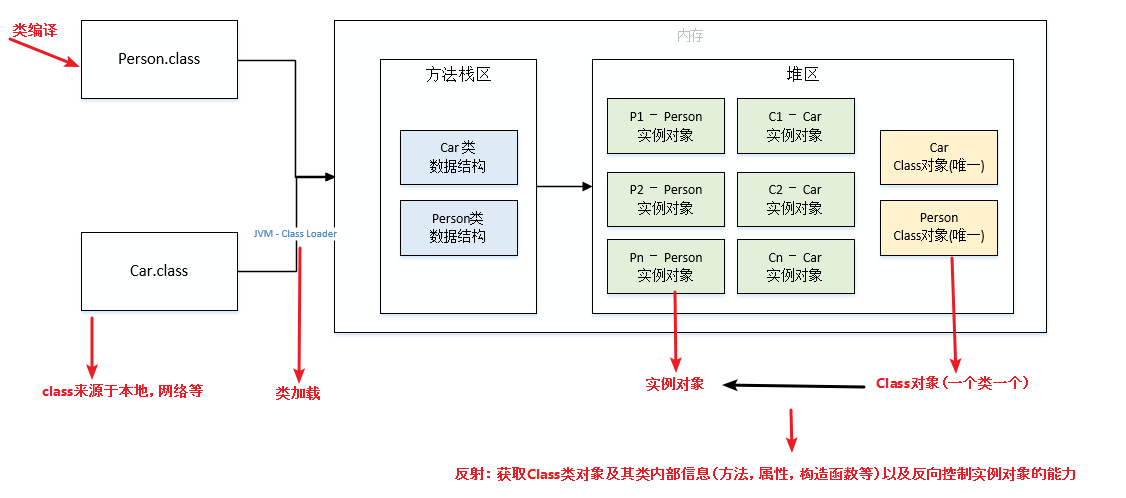 类编译
Person.class
内存
方法栈区
堆区
P1 － Person
实例对象
C1 － Car
实例对象
Car 类
数据结构
Car
Class对象(唯一)
P2 － Person
实例对象
C2 － Car
实例对象
Person类
数据结构
Person
Class对象(唯一)
JVM - Class Loader
Pn － Person
实例对象
Cn － Car
实例对象
Car.class
class来源于本地，网络等
类加载
实例对象
Class对象（一个类一个）
反射：获取Class类对象及其类内部信息（方法，属性，构造函数等）以及反向控制实例对象的能力